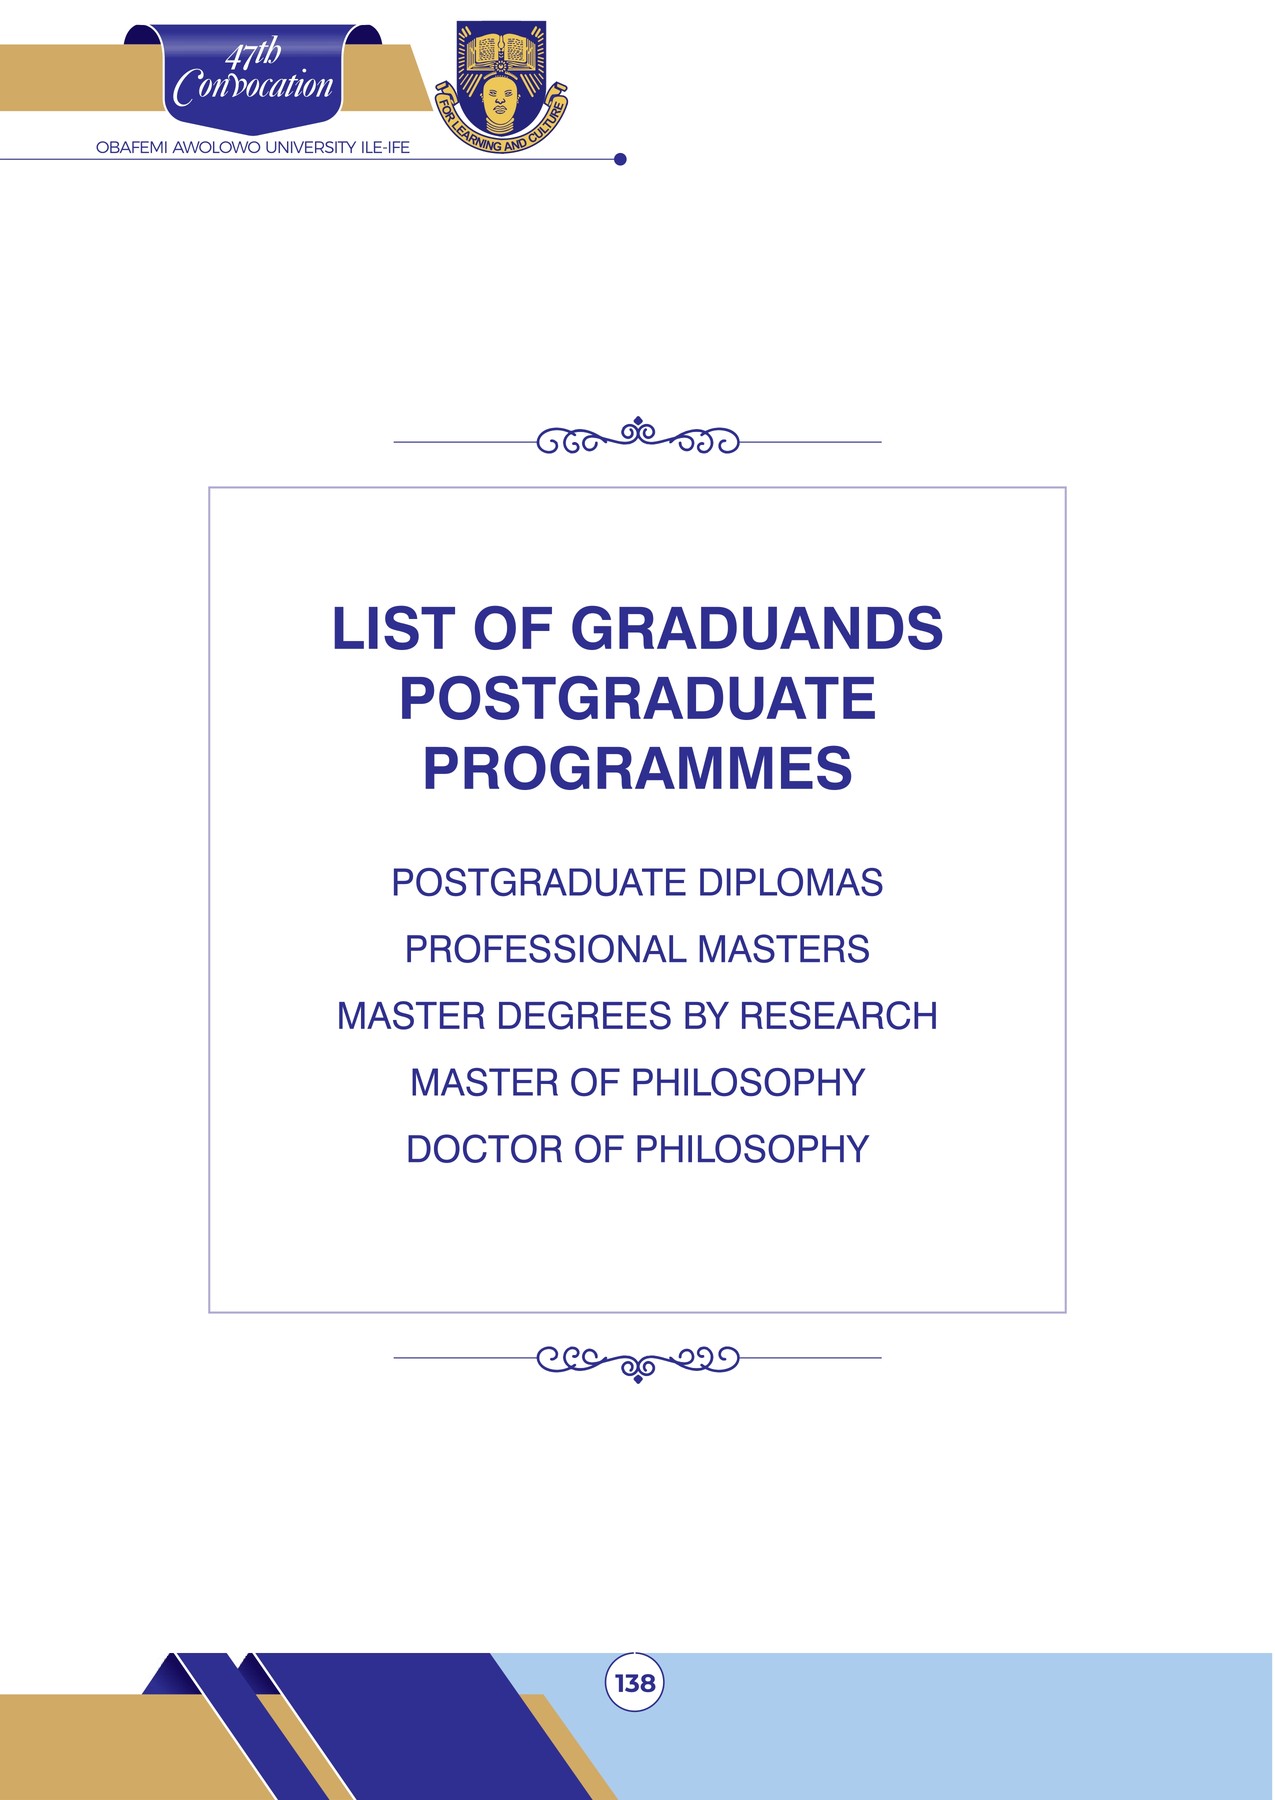 47th
Convocation
OBAFEMI AWOLOWO UNIVERSITY ILE-IFE
FOR LEARNING AND CULTURE
LIST OF GRADUANDS
POSTGRADUATE
PROGRAMMES
POSTGRADUATE DIPLOMAS
PROFESSIONAL MASTERS
MASTER DEGREES BY RESEARCH
MASTER OF PHILOSOPHY
DOCTOR OF PHILOSOPHY
138